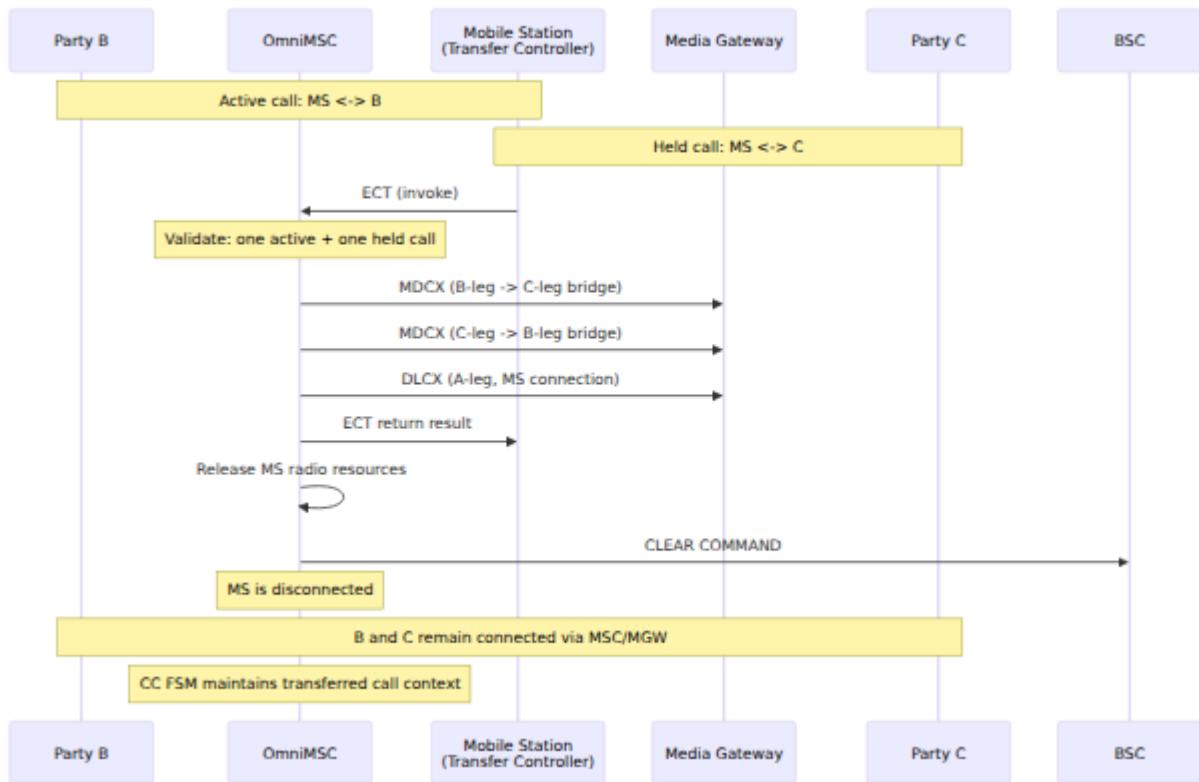 Party B
OmniMSC
Mobile Station
(Transfer Controller)
Media Gateway
Party C
BSC
Active call: MS <-> B
Held call: MS <-> C
ECT (invoke)
Validate: one active + one held call
MDCX (B-leg -> C-leg bridge)
MDCX (C-leg -> B-leg bridge)
DLCX (A-leg, MS connection)
ECT return result
Release MS radio resources
CLEAR COMMAND
MS is disconnected
B and C remain connected via MSC/MGW
CC FSM maintains transferred call context
Party B
OmniMSC
Mobile Station
(Transfer Controller)
Media Gateway
Party C
BSC